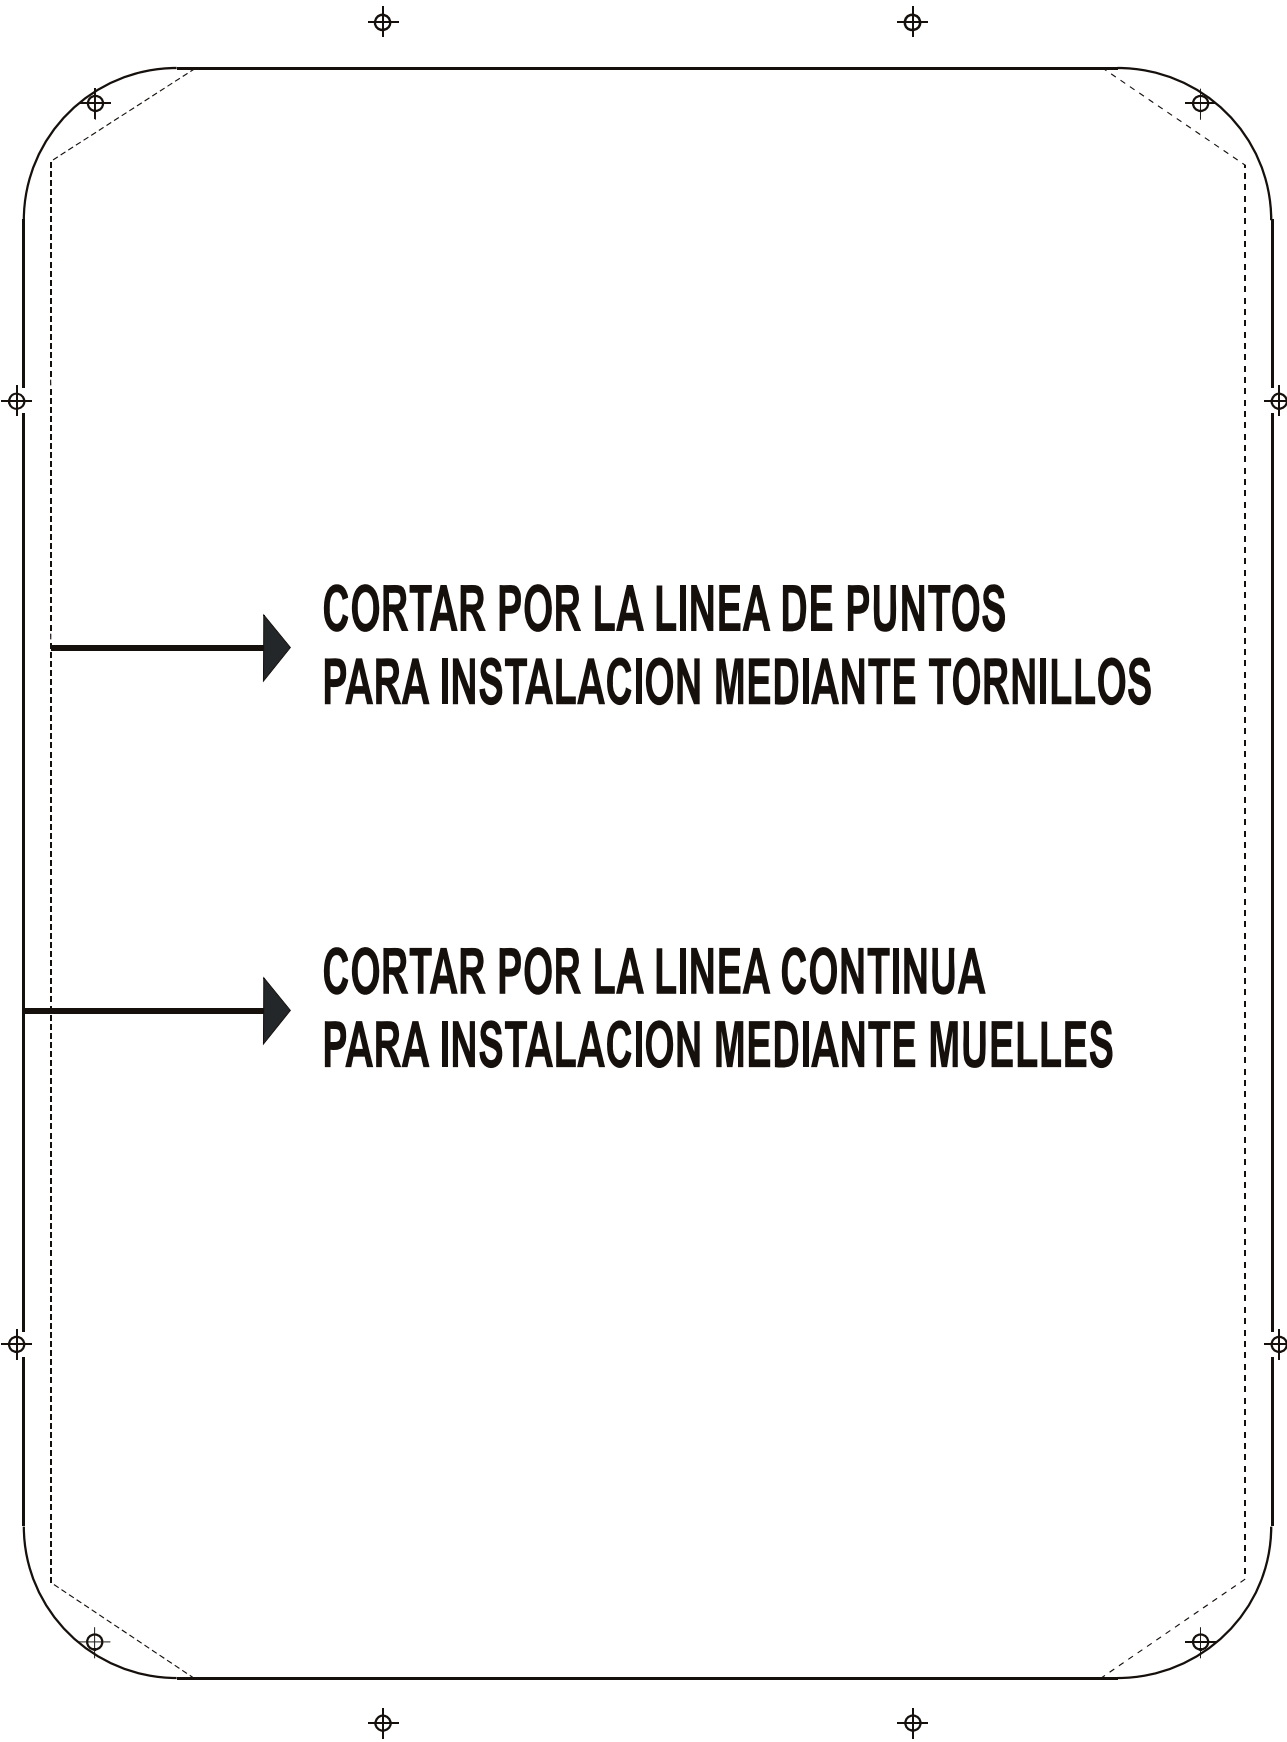 CORTAR POR LA LINEA DE PUNTOS
PARA INSTALACION MEDIANTE TORNILLOS
CORTAR POR LA LINEA CONTINUA
PARA INSTALACION MEDIANTE MUELLES